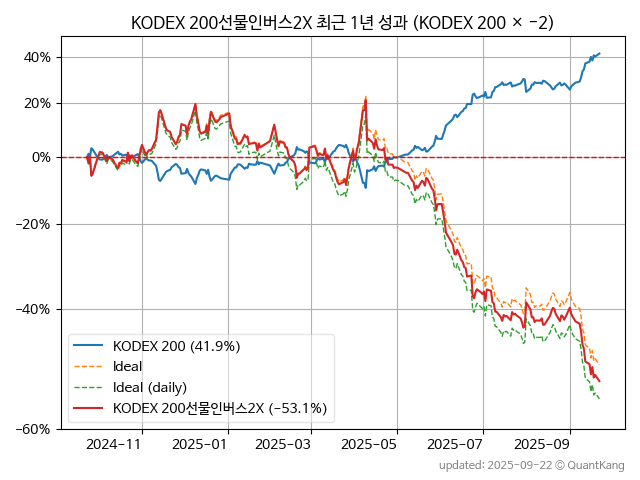 KODEX 200선물인버스2X 최근 1년 성과 (KODEX 200 × −2)
40%
20%
0%
−20%
−40%
−60%
KODEX 200 (41.9%)
Ideal
Ideal (daily)
KODEX 200선물인버스2X (−53.1%)
2024-11
2025-01
2025-03
2025-05
2025-07
2025-09
updated: 2025-09-22 © QuantKang